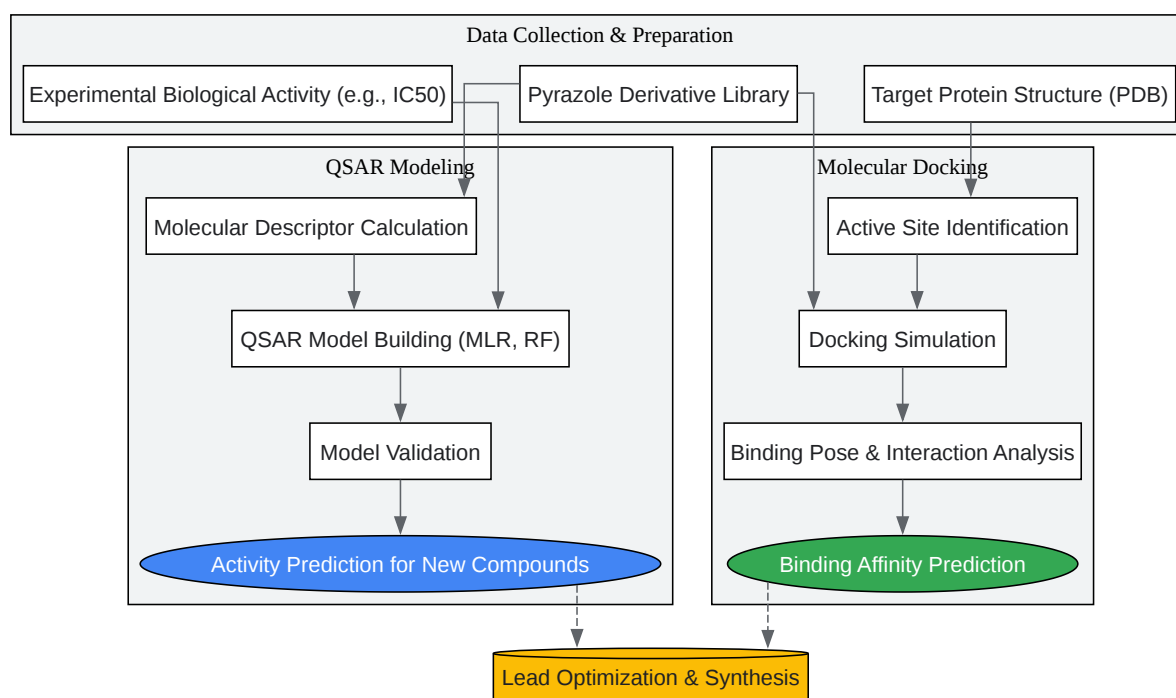 Data Collection & Preparation
Experimental Biological Activity (e.g., IC50)
Pyrazole Derivative Library
Target Protein Structure (PDB)
QSAR Modeling
Molecular Docking
Molecular Descriptor Calculation
Active Site Identification
QSAR Model Building (MLR, RF)
Docking Simulation
Model Validation
Binding Pose & Interaction Analysis
Activity Prediction for New Compounds
Binding Affinity Prediction
Lead Optimization & Synthesis